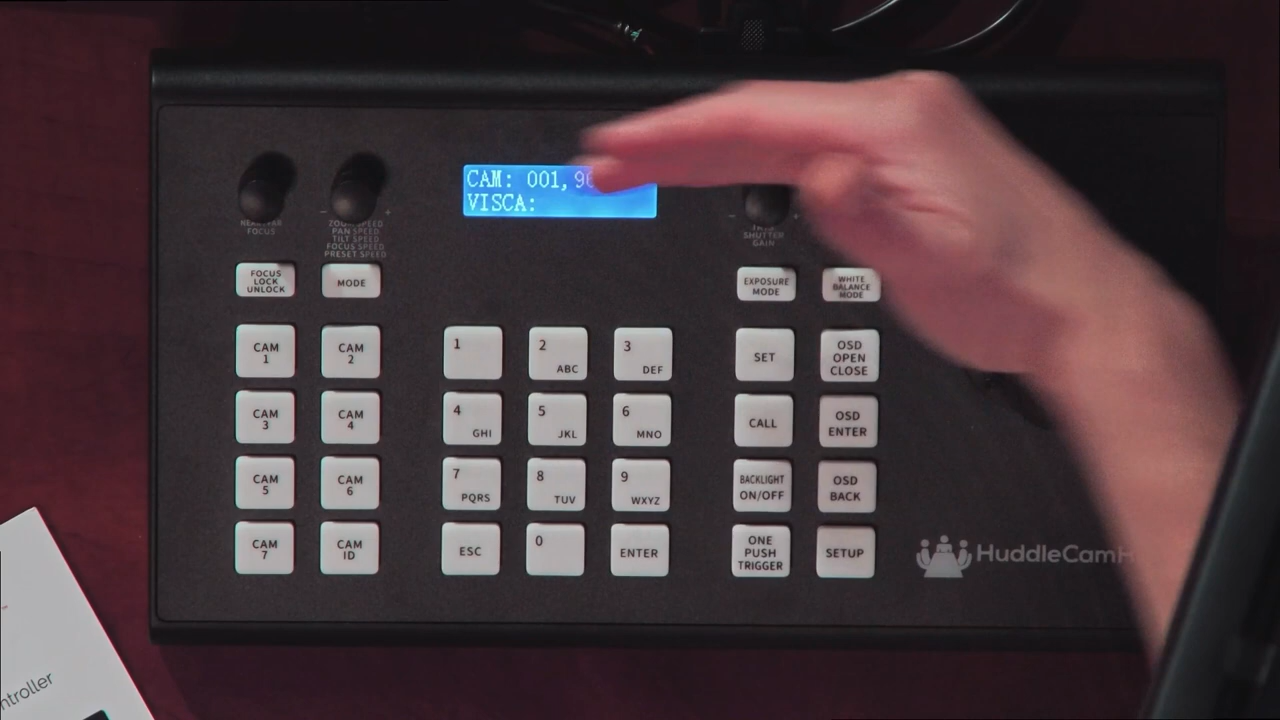 CAM: 001, 96
VISCA:
FOCUS
ZOOM SPEED
PAN SPEED
TILT SPEED
FOCUS SPEED
PRESET SPEED
SHUTTER
GAIN
FOCUS
LOCK
UNLOCK
MODE
EXPOSURE
MODE
WHITE
BALANCE
MODE
CAM
1
CAM
2
1
2
ABC
3
DEF
SET
OSD
OPEN
CLOSE
CAM
3
CAM
4
4
GHI
5
JKL
6
MNO
CALL
OSD
ENTER
CAM
5
CAM
6
7
PQRS
8
TUV
9
WXYZ
BACKLIGHT
ON/OFF
OSD
BACK
CAM
7
CAM
ID
ESC
0
ENTER
ONE
PUSH
TRIGGER
SETUP
HuddleCamH
ntroller